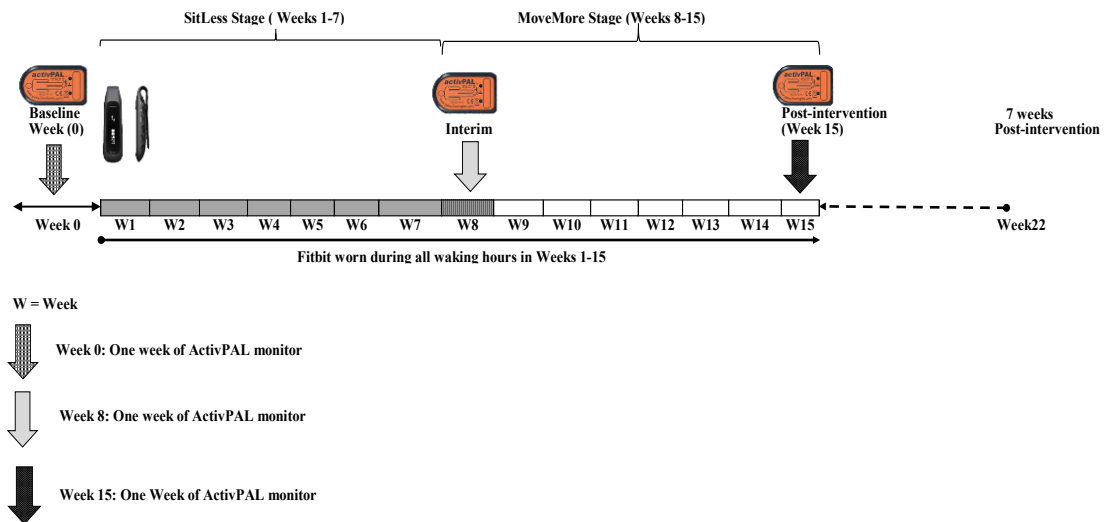 SitLess Stage ( Weeks 1-7)
MoveMore Stage (Weeks 8-15)
activPAL
activPAL
activPAL
Baseline
Week (0)
Interim
Post-intervention
(Week 15)
7 weeks
Post-intervention
Week 0
W1 W2 W3 W4 W5 W6 W7 W8 W9 W10 W11 W12 W13 W14 W15
Week22
Fitbit worn during all waking hours in Weeks 1-15
W = Week
Week 0: One week of ActivPAL monitor
Week 8: One week of ActivPAL monitor
Week 15: One Week of ActivPAL monitor